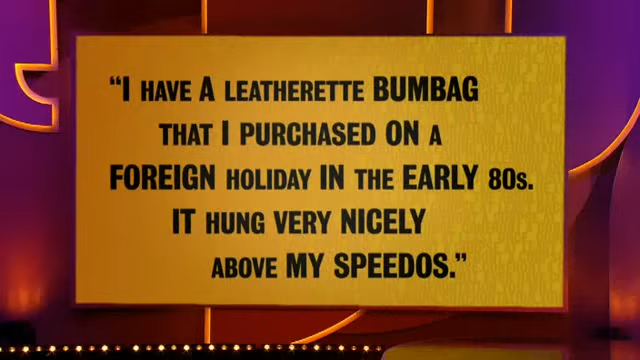 “I HAVE A LEATHERETTE BUMBAG
THAT I PURCHASED ON A
FOREIGN HOLIDAY IN THE EARLY 80s.
IT HUNG VERY NICELY
ABOVE MY SPEEDOS.”